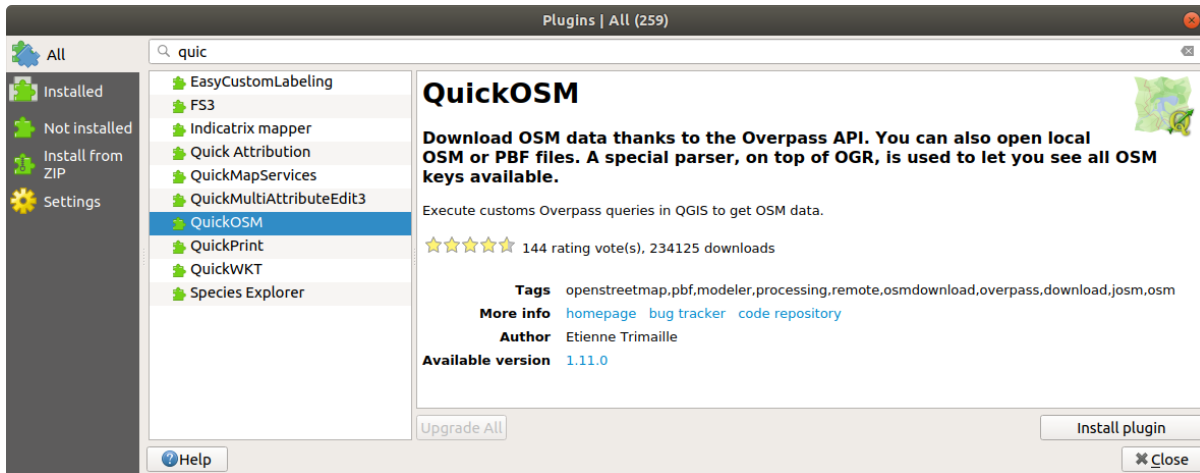 Plugins | All (259)
All
Installed
Not installed
Install from
ZIP
Settings
quic
EasyCustomLabeling
FS3
Indicatrix mapper
Quick Attribution
QuickMapServices
QuickMultiAttributeEdit3
QuickOSM
QuickPrint
QuickWKT
Species Explorer
QuickOSM
Download OSM data thanks to the Overpass API. You can also open local
OSM or PBF files. A special parser, on top of OGR, is used to let you see all OSM
keys available.
Execute customs Overpass queries in QGIS to get OSM data.
144 rating vote(s), 234125 downloads
Tags openstreetmap,pbf,modeler,processing,remote,osmdownload,overpass,download,josm,osm
More info homepage bug tracker code repository
Author Etienne Trimaille
Available version 1.11.0
Upgrade All
Install plugin
Help
Close